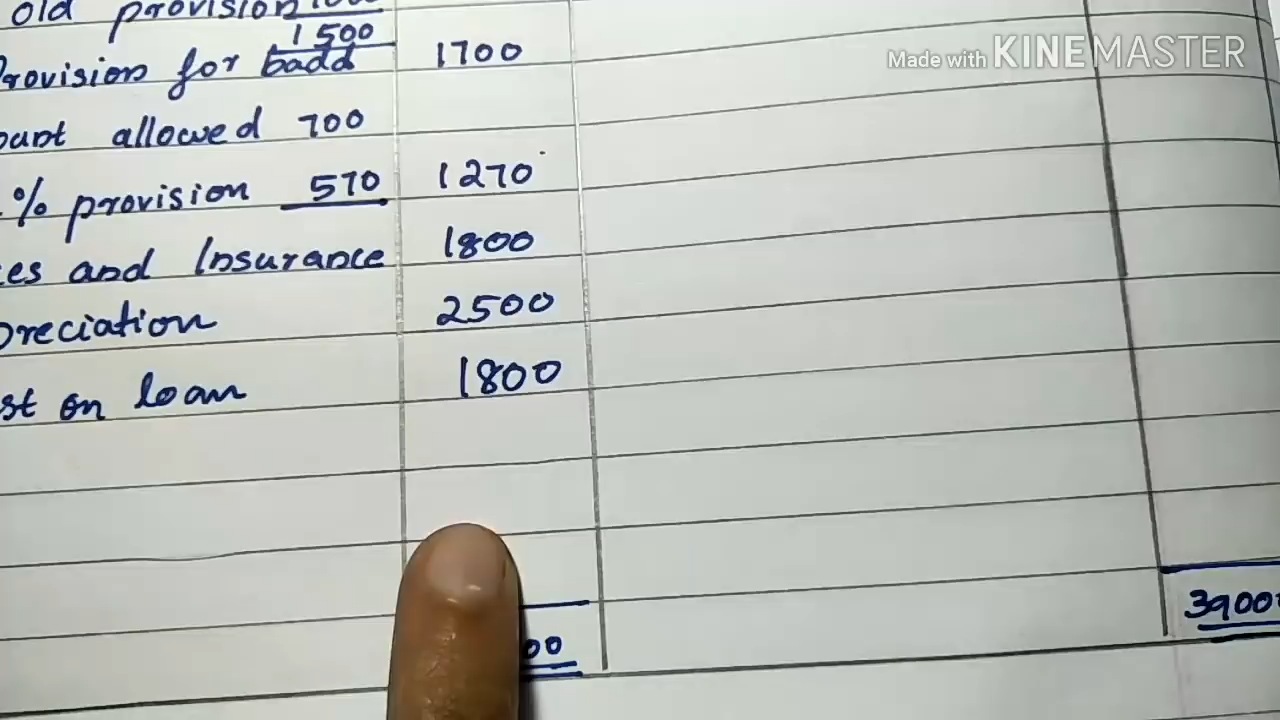 old provision
1500
Provision for badd 1700
allowed 700
% provision 570 1270
es and Insurance 1800
preciation 2500
st on loan 1800
00
3900
Made with KINEMASTER